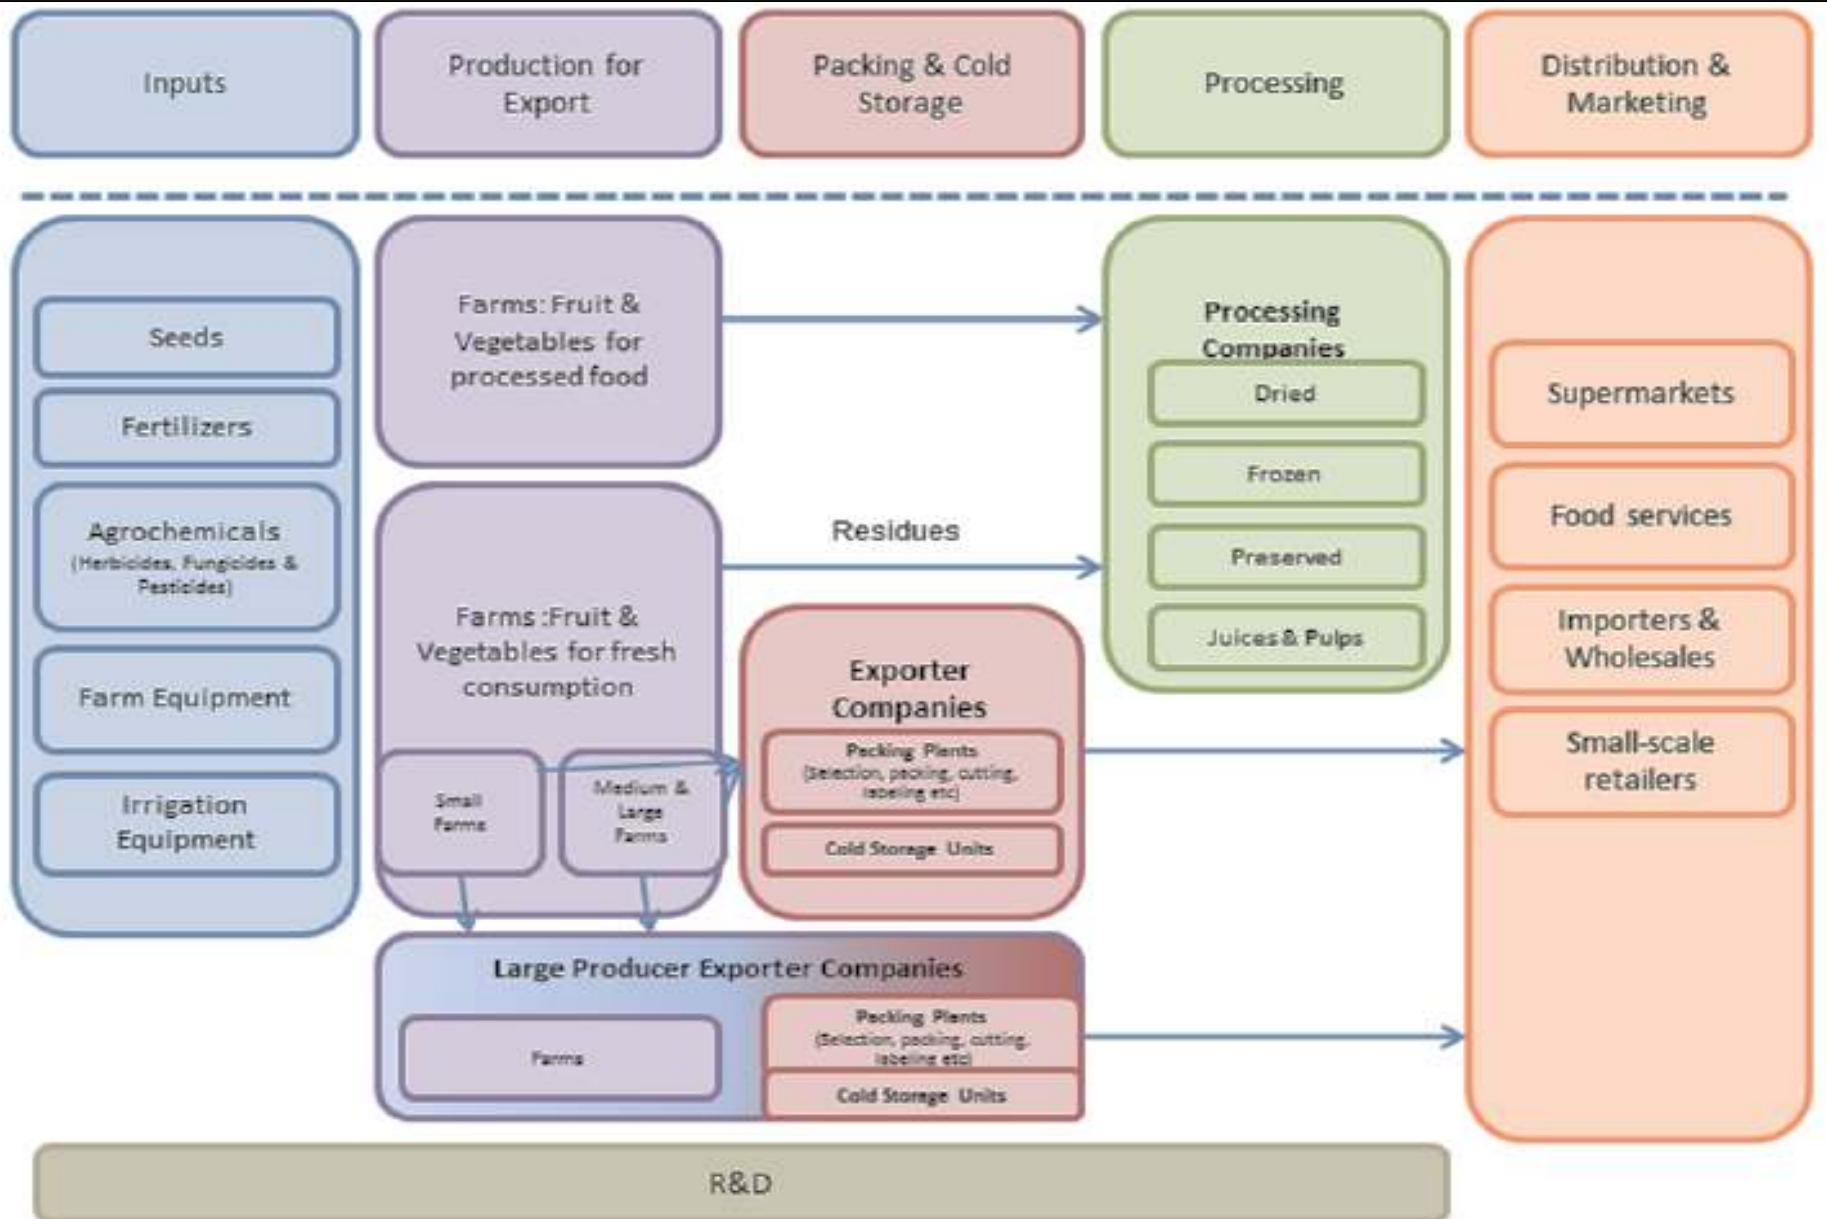 Inputs
Production for
Export
Packing & Cold
Storage
Processing
Distribution &
Marketing
Seeds
Fertilizers
Agrochemicals
(Herbicides, Fungicides &
Pesticides)
Farm Equipment
Irrigation
Equipment
Farms: Fruit &
Vegetables for
processed food
Farms :Fruit &
Vegetables for fresh
consumption
Small
Farms
Medium &
Large
Farms
Residues
Exporter
Companies
Packing Plants
(Selection, packing, cutting,
labeling etc)
Cold Storage Units
Large Producer Exporter Companies
Farms
Packing Plants
(Selection, packing, cutting,
labeling etc)
Cold Storage Units
Processing
Companies
Dried
Frozen
Preserved
Juices & Pulps
Supermarkets
Food services
Importers &
Wholesales
Small-scale
retailers
R&D